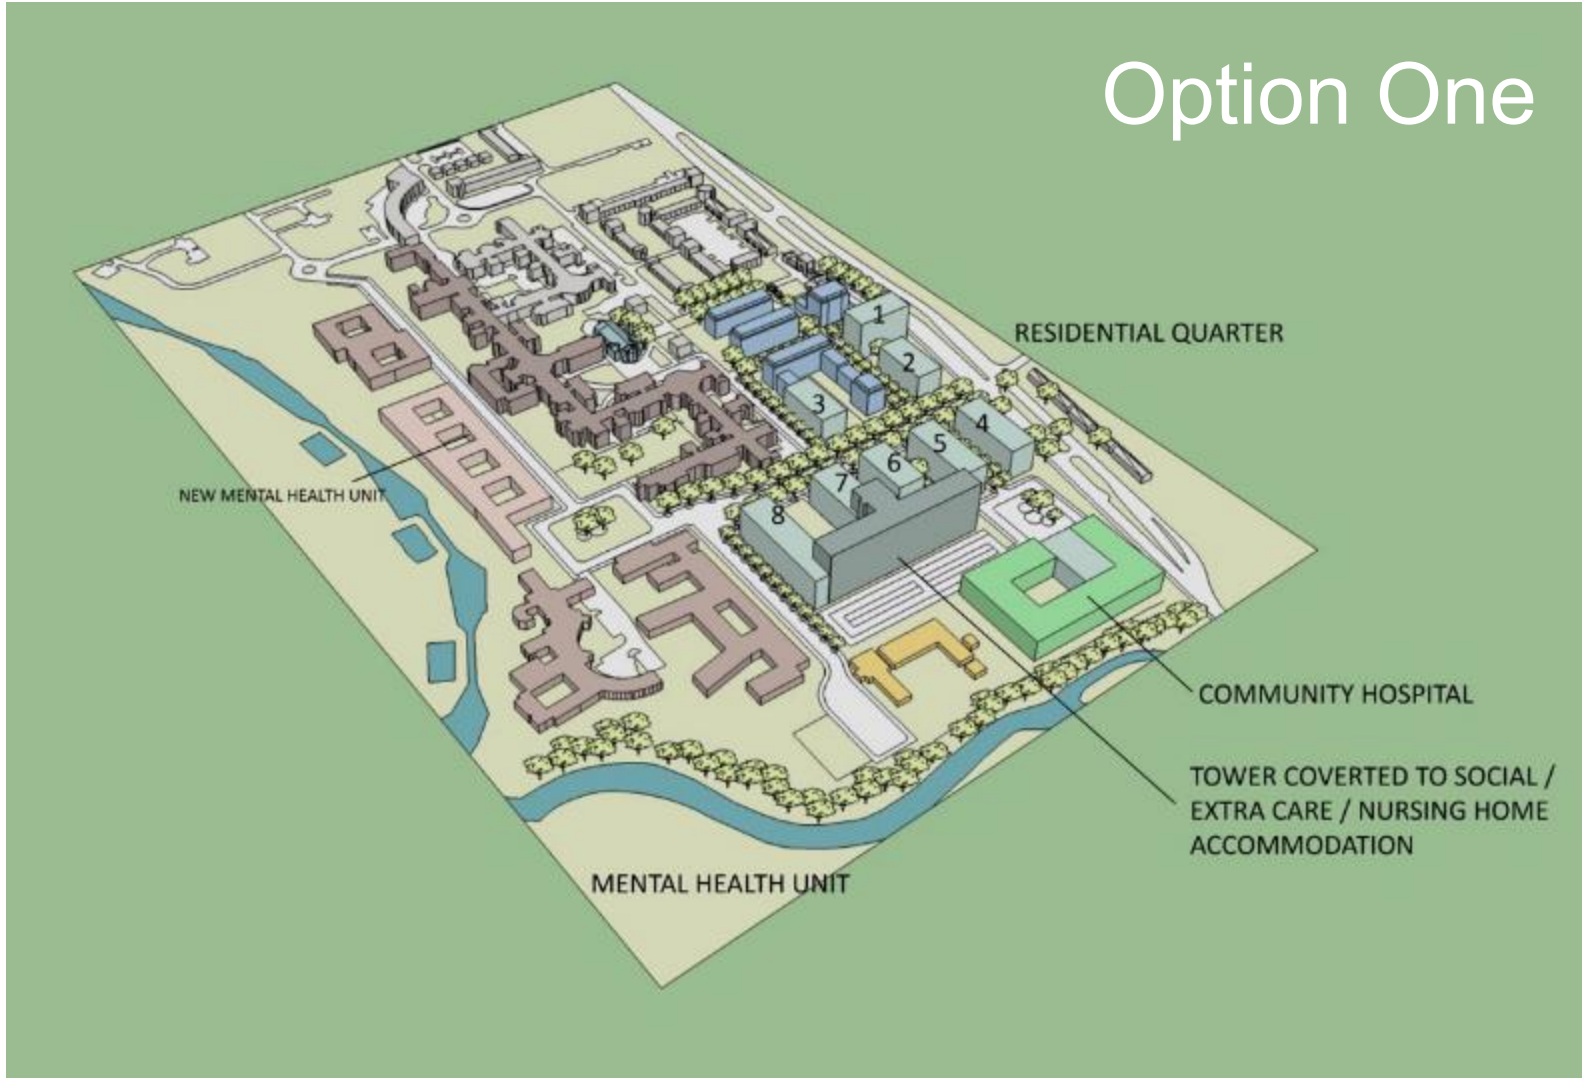 Option One
RESIDENTIAL QUARTER
1
2
3
4
5
6
7
8
NEW MENTAL HEALTH UNIT
COMMUNITY HOSPITAL
TOWER COVERTED TO SOCIAL /
EXTRA CARE / NURSING HOME
ACCOMMODATION
MENTAL HEALTH UNIT